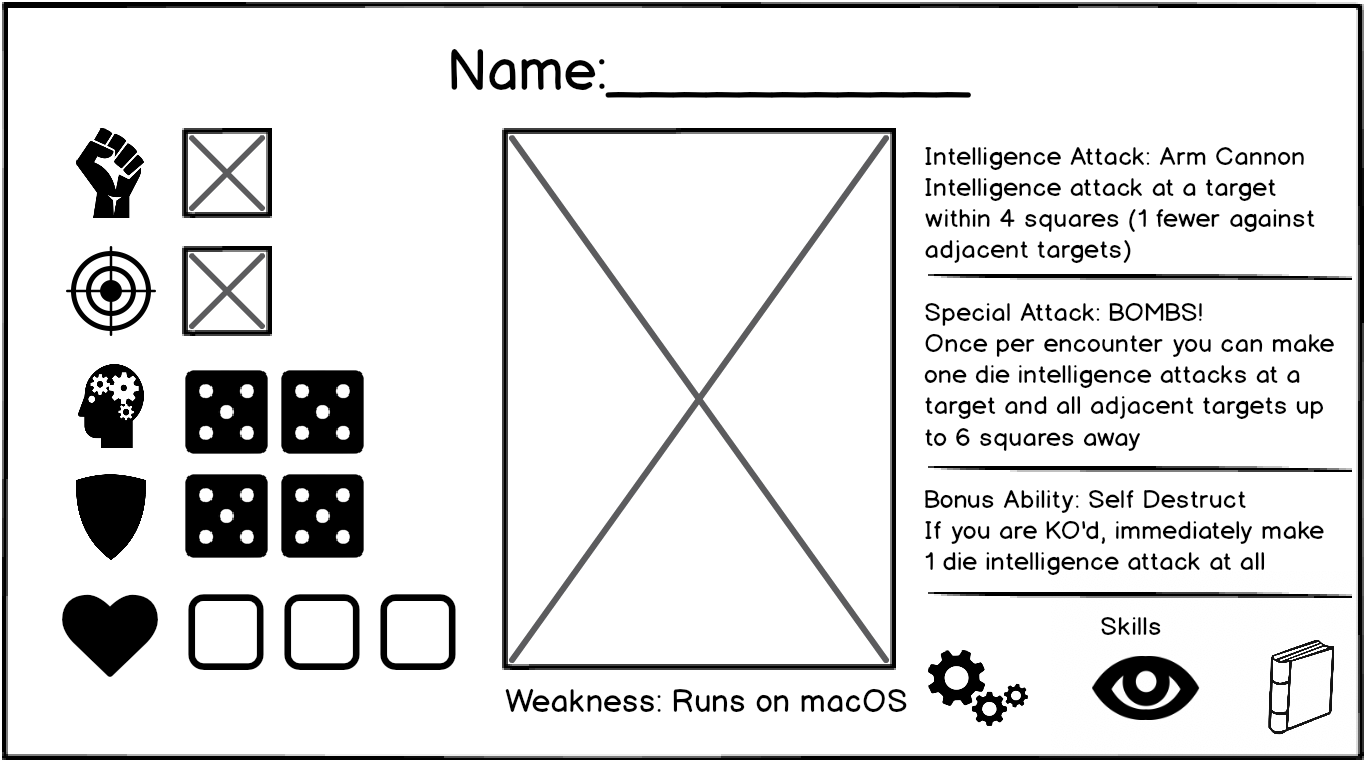 Name:
Intelligence Attack: Arm Cannon
Intelligence attack at a target
within 4 squares (1 fewer against
adjacent targets)
Special Attack: BOMBS!
Once per encounter you can make
one die intelligence attacks at a
target and all adjacent targets up
to 6 squares away
Bonus Ability: Self Destruct
If you are KO'd, immediately make
1 die intelligence attack at all
Skills
Weakness: Runs on macOS